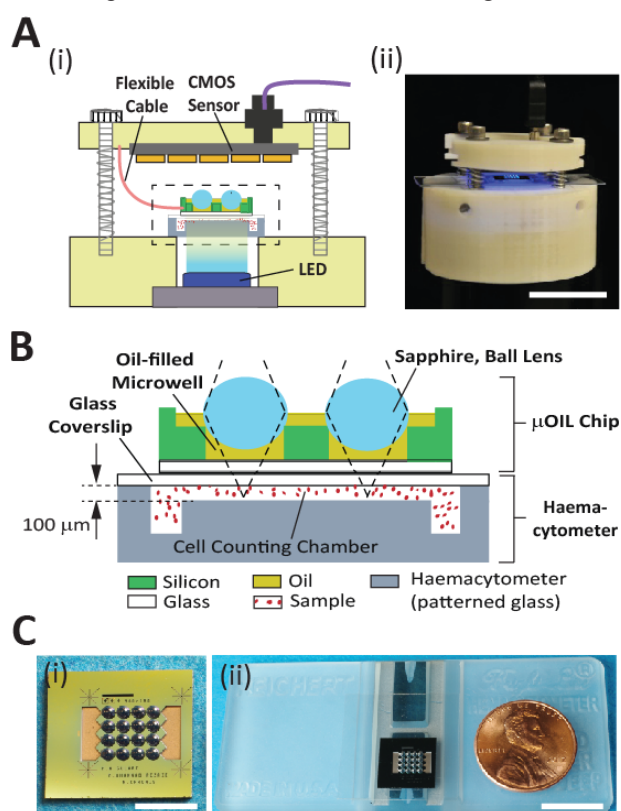 A
(i)
Flexible
Cable
CMOS
Sensor
LED
(ii)
B
Oil-filled
Microwell
Sapphire, Ball Lens
Glass
Coverslip
μOIL Chip
100 μm
Haema-
cytometer
Cell Counting Chamber
Silicon
Oil
Haemacytometer
(patterned glass)
Glass
Sample
C
(i)
(ii)